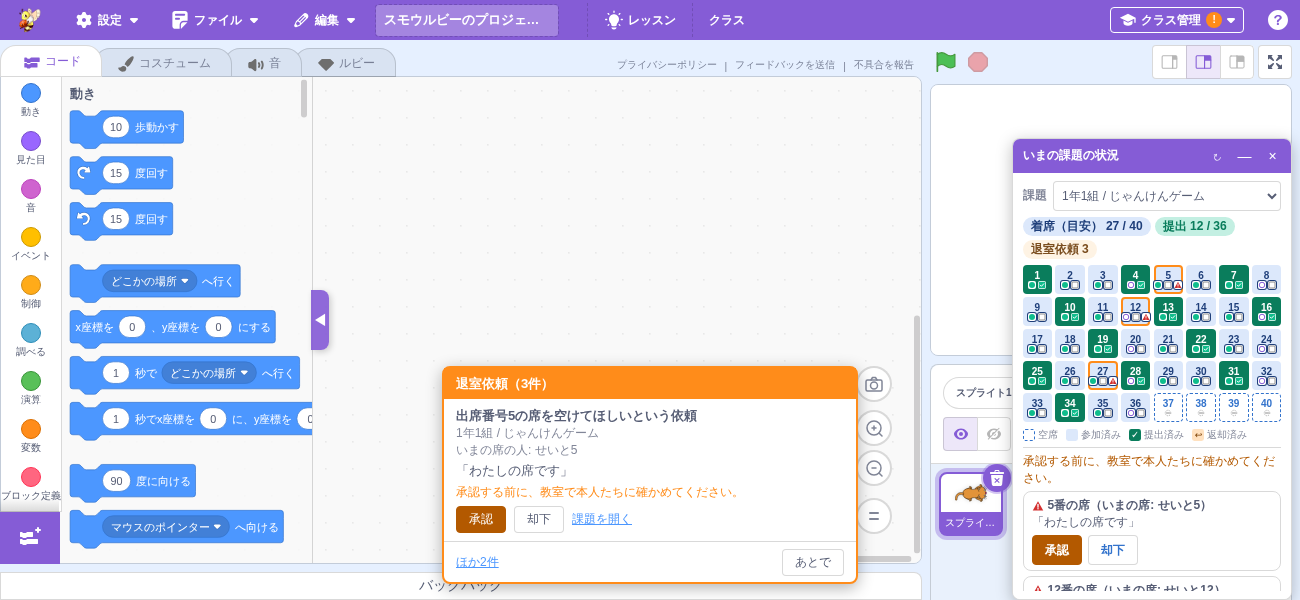 設定 ファイル 編集 スモウルビーのプロジェ... レッスン クラス クラス管理 ! ?
コード コスチューム 音 ルビー
プライバシーポリシー | フィードバックを送信 | 不具合を報告
動き
見た目
音
イベント
制御
調べる
演算
変数
ブロック定義
動き
10 歩動かす
15 度回す
15 度回す
どこかの場所 へ行く
x座標を 0 、y座標を 0 にする
1 秒で どこかの場所 へ行く
1 秒でx座標を 0 に、y座標を 0
90 度に向ける
マウスのポインター へ向ける
バックパック
退室依頼（3件）
出席番号5の席を空けてほしいという依頼
1年1組 / じゃんけんゲーム
いまの席の人: せいと5
「わたしの席です」
承認する前に、教室で本人たちに確かめてください。
承認 却下 課題を開く
ほか2件 あとで
スプライト1
スプライ...
いまの課題の状況
課題 1年1組 / じゃんけんゲーム
着席（目安） 27 / 40 提出 12 / 36
退室依頼 3
1 2 3 4 5 6 7 8
9 10 11 12 13 14 15 16
17 18 19 20 21 22 23 24
25 26 27 28 29 30 31 32
33 34 35 36 37 38 39 40
空席 参加済み 提出済み 返却済み
承認する前に、教室で本人たちに確かめてくだ
さい。
5番の席（いまの席: せいと5）
「わたしの席です」
承認 却下
12番の席（いまの席: せいと12）